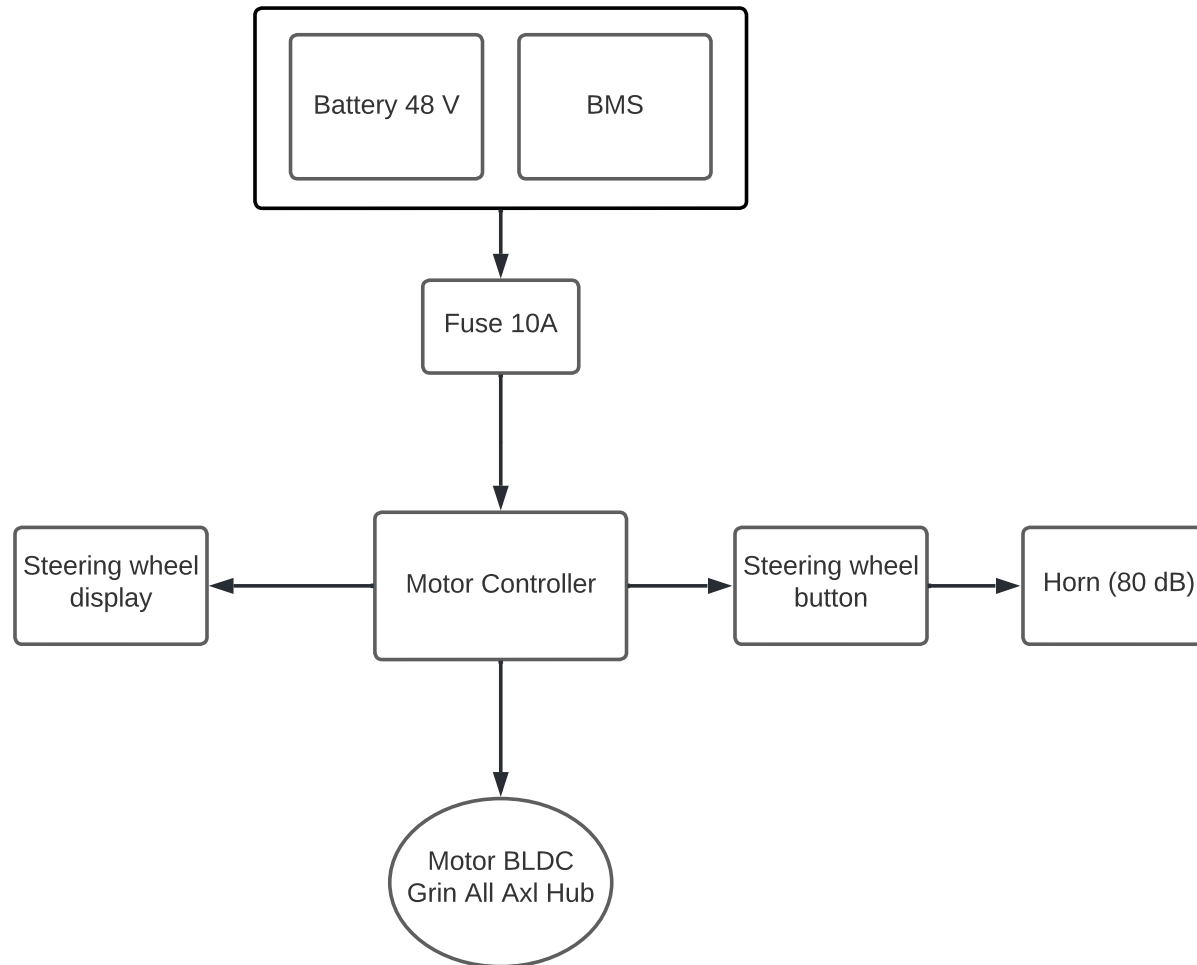 Battery 48 V
BMS
Fuse 10A
Steering wheel
display
Motor Controller
Steering wheel
button
Horn (80 dB)
Motor BLDC
Grin All Axl Hub